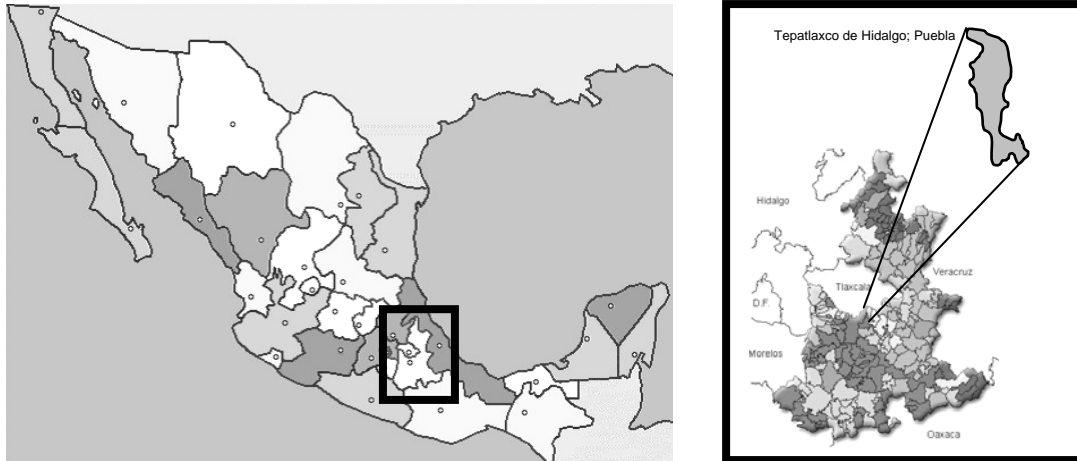 Tepatlaxco de Hidalgo; Puebla
Hidalgo
Veracruz
Tlaxcala
D.F.
Morelos
Oaxaca